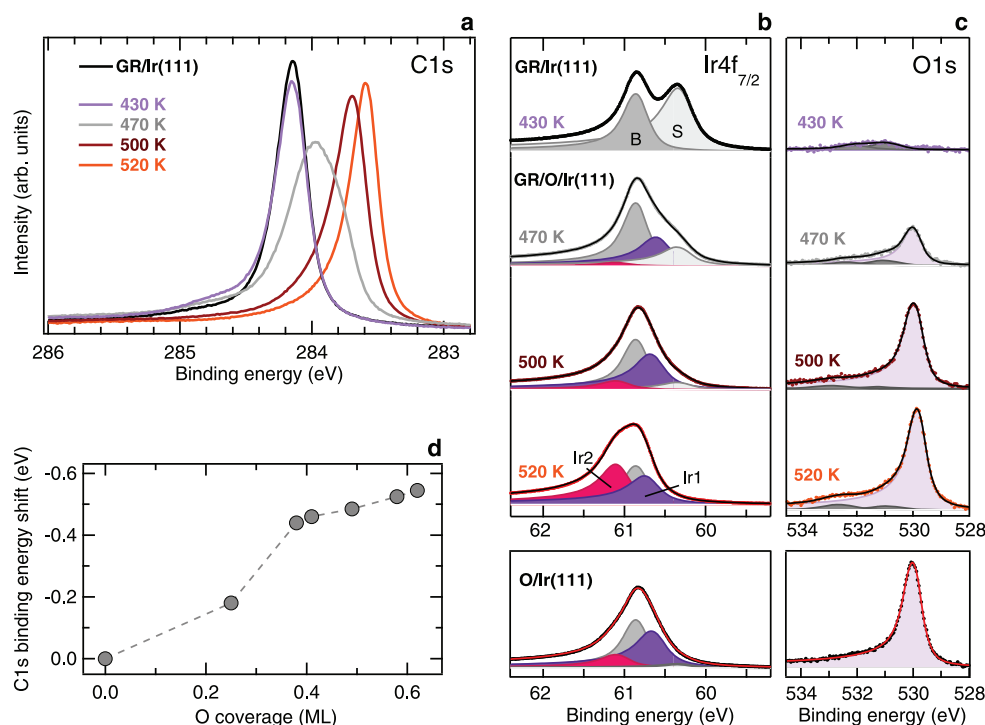 a
C1s
GR/Ir(111)
430 K
470 K
500 K
520 K
Intensity (arb. units)
286
285
284
283
Binding energy (eV)
b
Ir4f7/2
GR/Ir(111)
430 K
B
S
GR/O/Ir(111)
470 K
500 K
520 K
Ir2
Ir1
62
61
60
O/Ir(111)
62
61
60
Binding energy (eV)
c
O1s
430 K
470 K
500 K
520 K
534
532
530
528
534
532
530
528
Binding energy (eV)
d
C1s binding energy shift (eV)
-0.6
-0.4
-0.2
0.0
0.0
0.2
0.4
0.6
O coverage (ML)